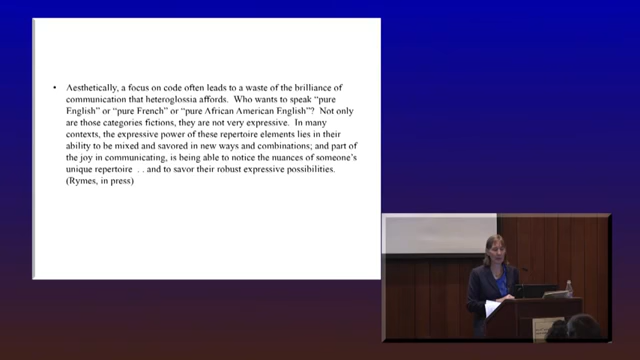 • Aesthetically, a focus on code often leads to a waste of the brilliance of
communication that heteroglossia affords. Who wants to speak “pure
English” or “pure French” or “pure African American English”? Not only
are those categories fictions, they are not very expressive. In many
contexts, the expressive power of these repertoire elements lies in their
ability to be mixed and savored in new ways and combinations; and part of
the joy in communicating, is being able to notice the nuances of someone’s
unique repertoire . . and to savor their robust expressive possibilities.
(Rymes, in press)